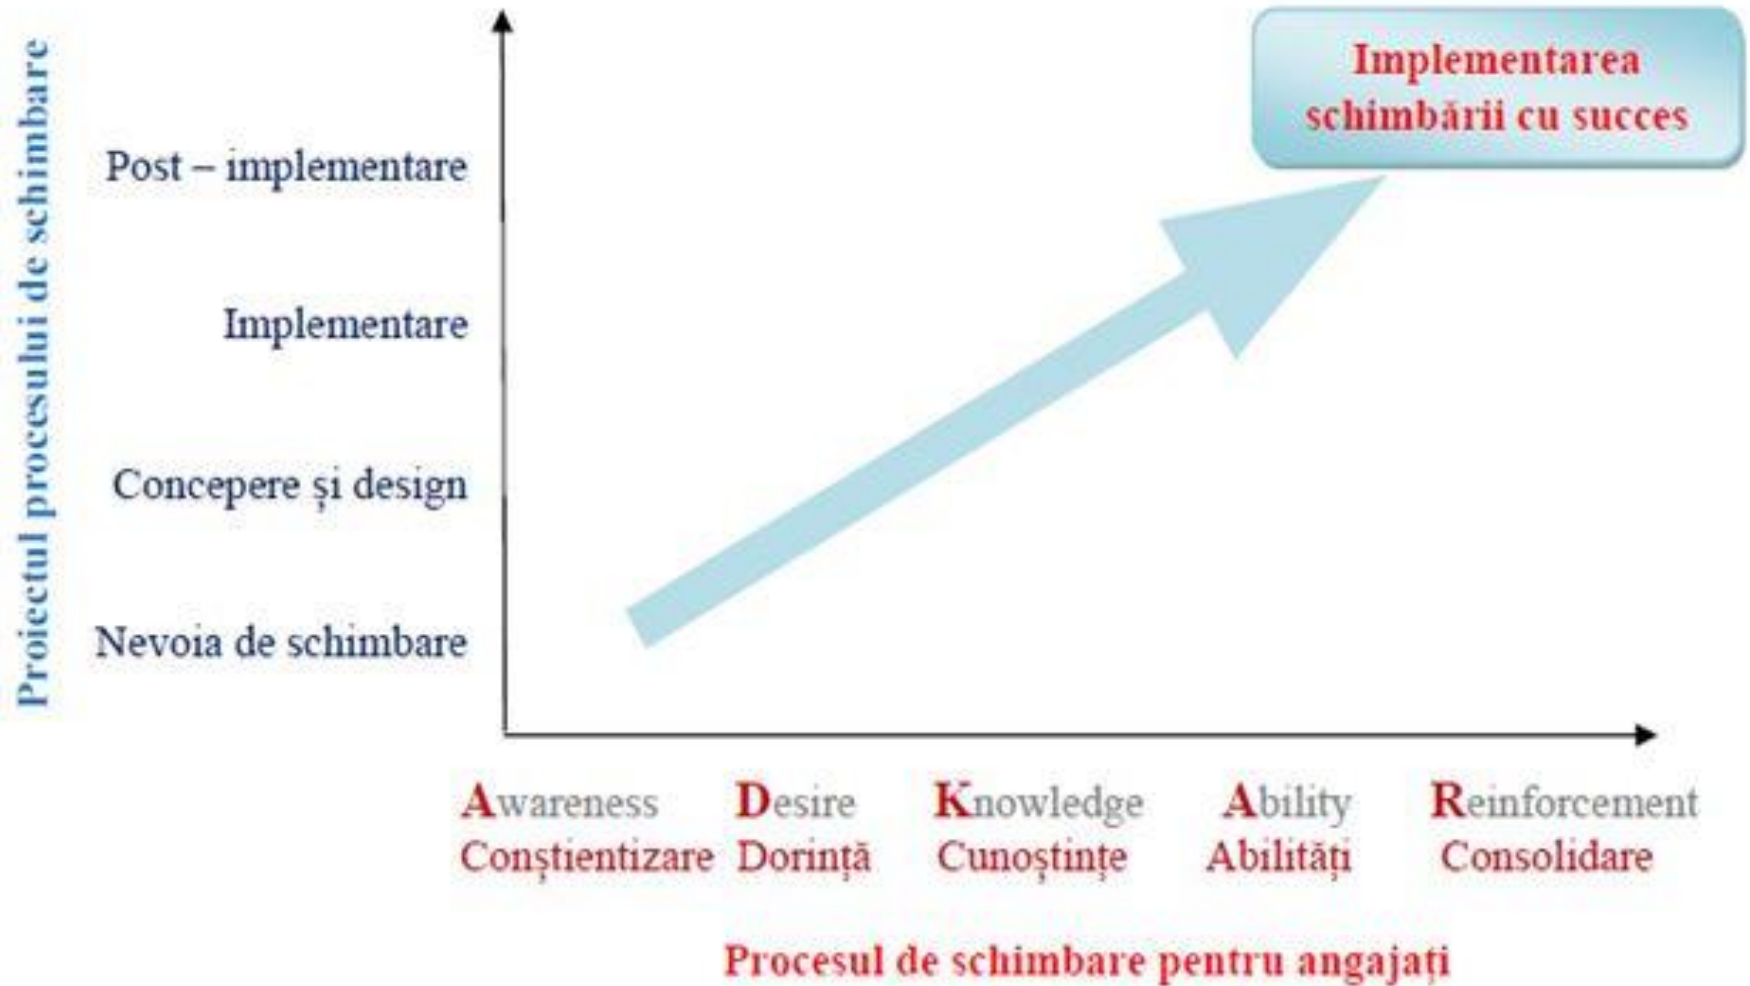 Proiectul procesului de schimbare
Implementarea
schimbării cu succes
Post – implementare
Implementare
Concepere și design
Nevoia de schimbare
Awareness Desire Knowledge Ability Reinforcement
Conștientizare Dorință Cunoștințe Abilități Consolidare
Procesul de schimbare pentru angajați